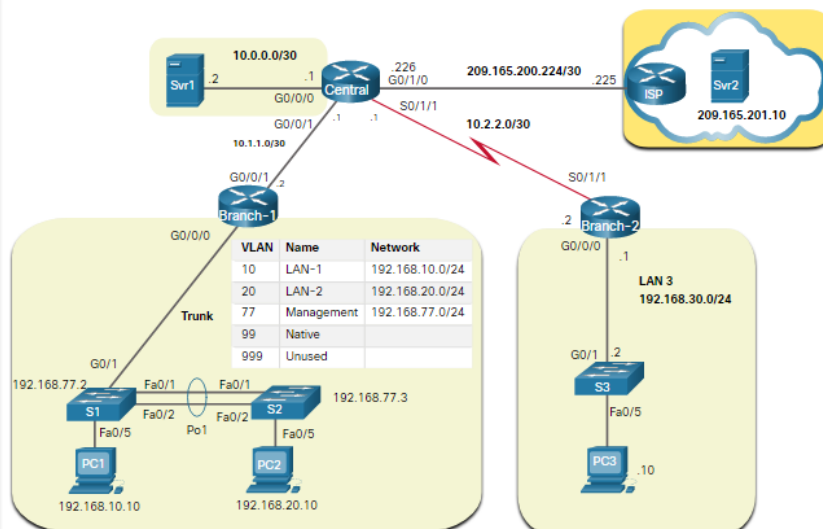 10.0.0.0/30
Svr1
.2
.1
G0/0/0
Central
.226
G0/1/0
209.165.200.224/30
.225
ISP
Svr2
209.165.201.10
G0/0/1
.1
.1
S0/1/1
10.2.2.0/30
10.1.1.0/30
G0/0/1
.2
Branch-1
S0/1/1
.2
Branch-2
G0/0/0
G0/0/0
.1
VLAN Name Network
10 LAN-1 192.168.10.0/24
20 LAN-2 192.168.20.0/24
77 Management 192.168.77.0/24
99 Native
999 Unused
LAN 3
192.168.30.0/24
Trunk
G0/1
192.168.77.2
Fa0/1
Fa0/1
S1
Fa0/2
Po1
Fa0/2
S2
192.168.77.3
Fa0/5
PC1
192.168.10.10
Fa0/5
PC2
192.168.20.10
G0/1
.2
S3
Fa0/5
PC3
.10